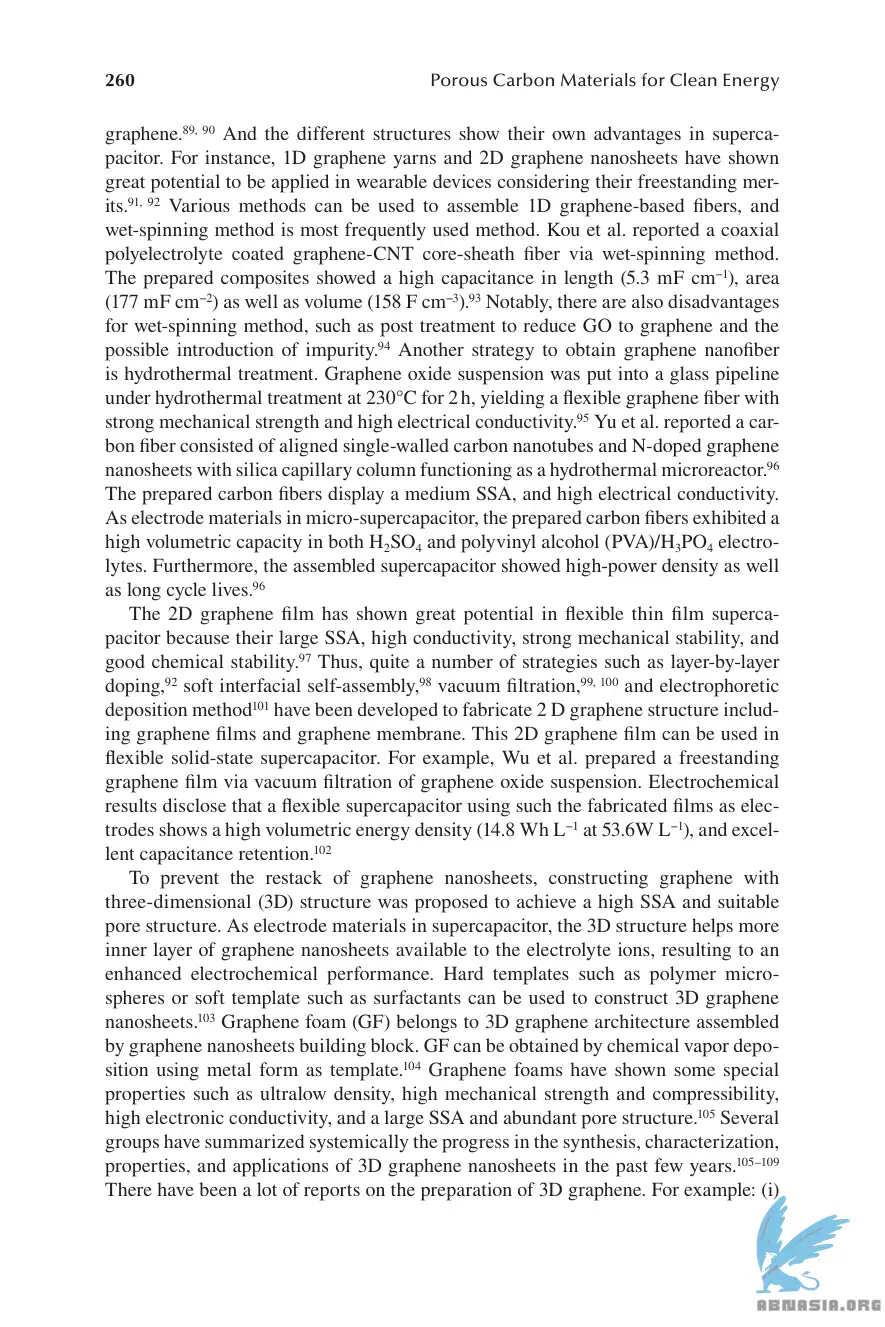 260 Porous Carbon Materials for Clean Energy
graphene.⁸⁹, ⁹⁰ And the different structures show their own advantages in superca-
pacitor. For instance, 1D graphene yarns and 2D graphene nanosheets have shown
great potential to be applied in wearable devices considering their freestanding mer-
its.⁹¹, ⁹² Various methods can be used to assemble 1D graphene-based fibers, and
wet-spinning method is most frequently used method. Kou et al. reported a coaxial
polyelectrolyte coated graphene-CNT core-sheath fiber via wet-spinning method.
The prepared composites showed a high capacitance in length (5.3 mF cm⁻¹), area
(177 mF cm⁻²) as well as volume (158 F cm⁻³).⁹³ Notably, there are also disadvantages
for wet-spinning method, such as post treatment to reduce GO to graphene and the
possible introduction of impurity.⁹⁴ Another strategy to obtain graphene nanofiber
is hydrothermal treatment. Graphene oxide suspension was put into a glass pipeline
under hydrothermal treatment at 230°C for 2 h, yielding a flexible graphene fiber with
strong mechanical strength and high electrical conductivity.⁹⁵ Yu et al. reported a car-
bon fiber consisted of aligned single-walled carbon nanotubes and N-doped graphene
nanosheets with silica capillary column functioning as a hydrothermal microreactor.⁹⁶
The prepared carbon fibers display a medium SSA, and high electrical conductivity.
As electrode materials in micro-supercapacitor, the prepared carbon fibers exhibited a
high volumetric capacity in both H₂SO₄ and polyvinyl alcohol (PVA)/H₃PO₄ electro-
lytes. Furthermore, the assembled supercapacitor showed high-power density as well
as long cycle lives.⁹⁶
The 2D graphene film has shown great potential in flexible thin film superca-
pacitor because their large SSA, high conductivity, strong mechanical stability, and
good chemical stability.⁹⁷ Thus, quite a number of strategies such as layer-by-layer
doping,⁹² soft interfacial self-assembly,⁹⁸ vacuum filtration,⁹⁹, ¹⁰⁰ and electrophoretic
deposition method¹⁰¹ have been developed to fabricate 2 D graphene structure includ-
ing graphene films and graphene membrane. This 2D graphene film can be used in
flexible solid-state supercapacitor. For example, Wu et al. prepared a freestanding
graphene film via vacuum filtration of graphene oxide suspension. Electrochemical
results disclose that a flexible supercapacitor using such the fabricated films as elec-
trodes shows a high volumetric energy density (14.8 Wh L⁻¹ at 53.6W L⁻¹), and excel-
lent capacitance retention.¹⁰²
To prevent the restack of graphene nanosheets, constructing graphene with
three-dimensional (3D) structure was proposed to achieve a high SSA and suitable
pore structure. As electrode materials in supercapacitor, the 3D structure helps more
inner layer of graphene nanosheets available to the electrolyte ions, resulting to an
enhanced electrochemical performance. Hard templates such as polymer micro-
spheres or soft template such as surfactants can be used to construct 3D graphene
nanosheets.¹⁰³ Graphene foam (GF) belongs to 3D graphene architecture assembled
by graphene nanosheets building block. GF can be obtained by chemical vapor depo-
sition using metal form as template.¹⁰⁴ Graphene foams have shown some special
properties such as ultralow density, high mechanical strength and compressibility,
high electronic conductivity, and a large SSA and abundant pore structure.¹⁰⁵ Several
groups have summarized systemically the progress in the synthesis, characterization,
properties, and applications of 3D graphene nanosheets in the past few years.¹⁰⁵⁻¹⁰⁹
There have been a lot of reports on the preparation of 3D graphene. For example: (i)
ABNASIA.ORG